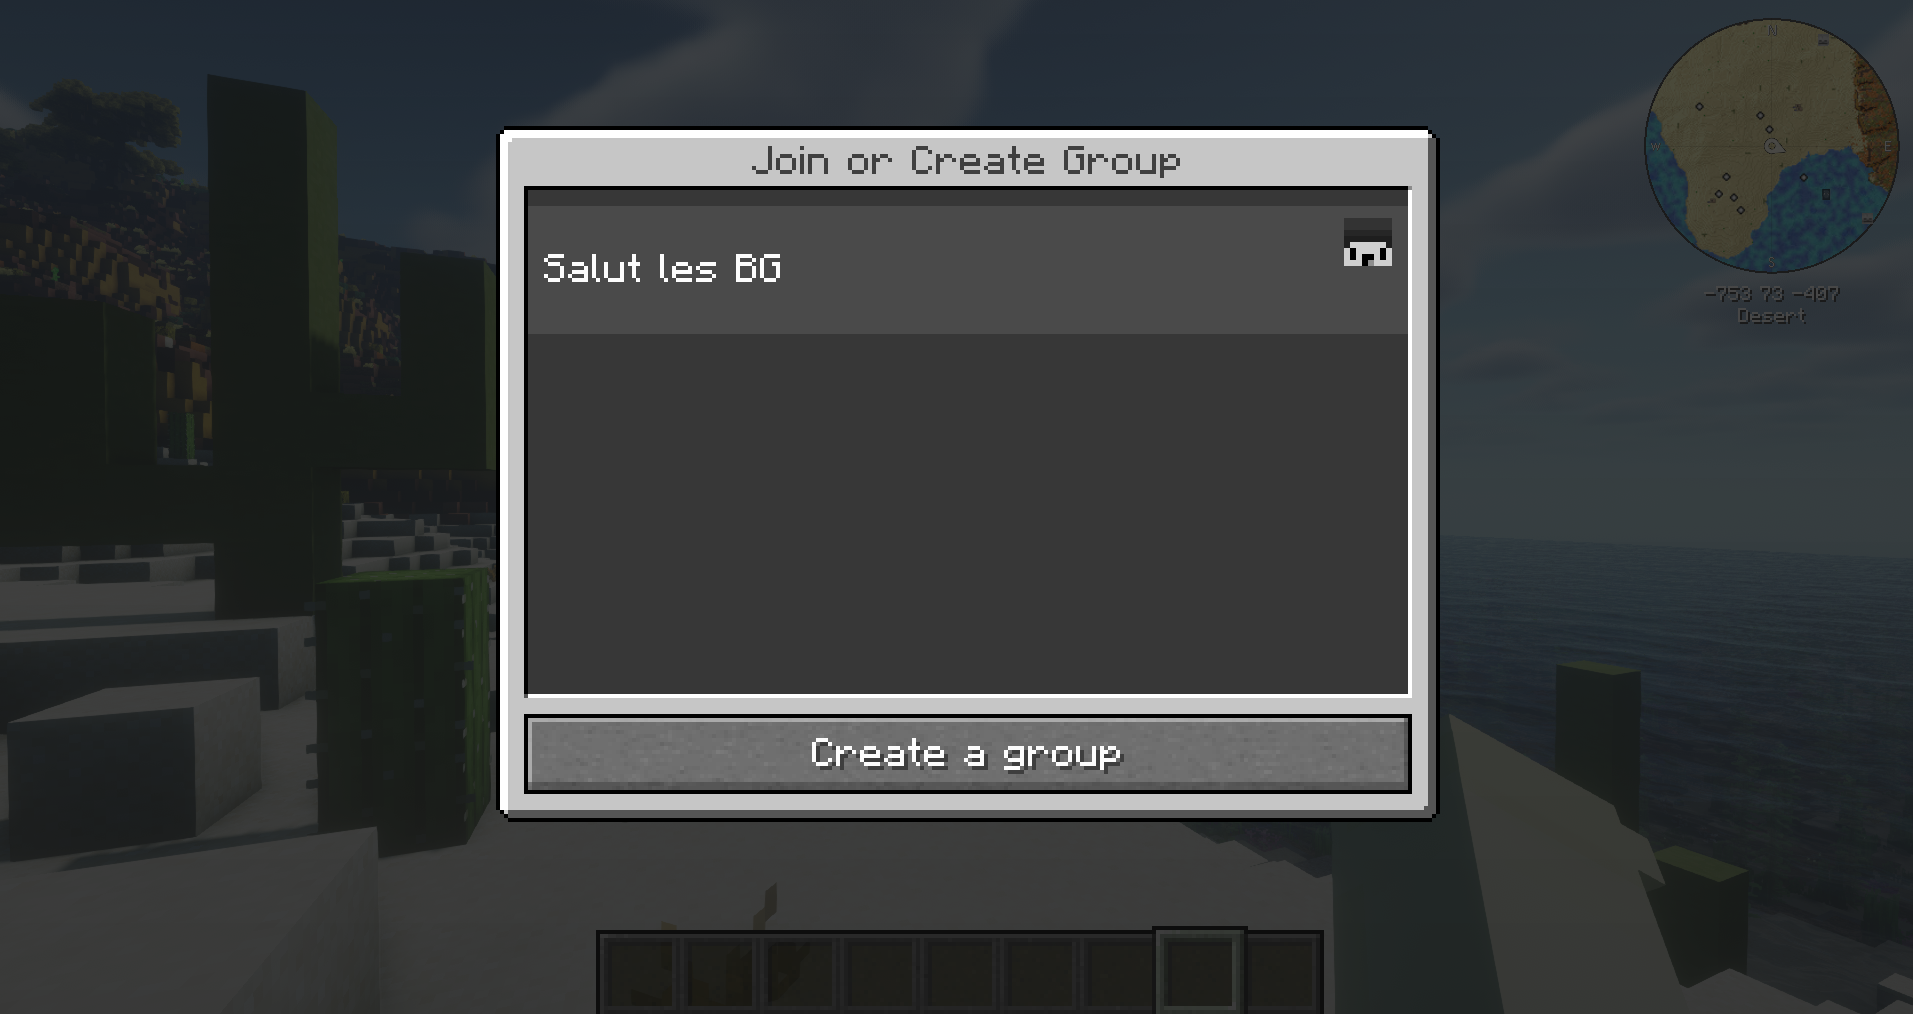 Join or Create Group
Salut les BG
Create a group
N
W
E
S
-753 73 -407
Desert